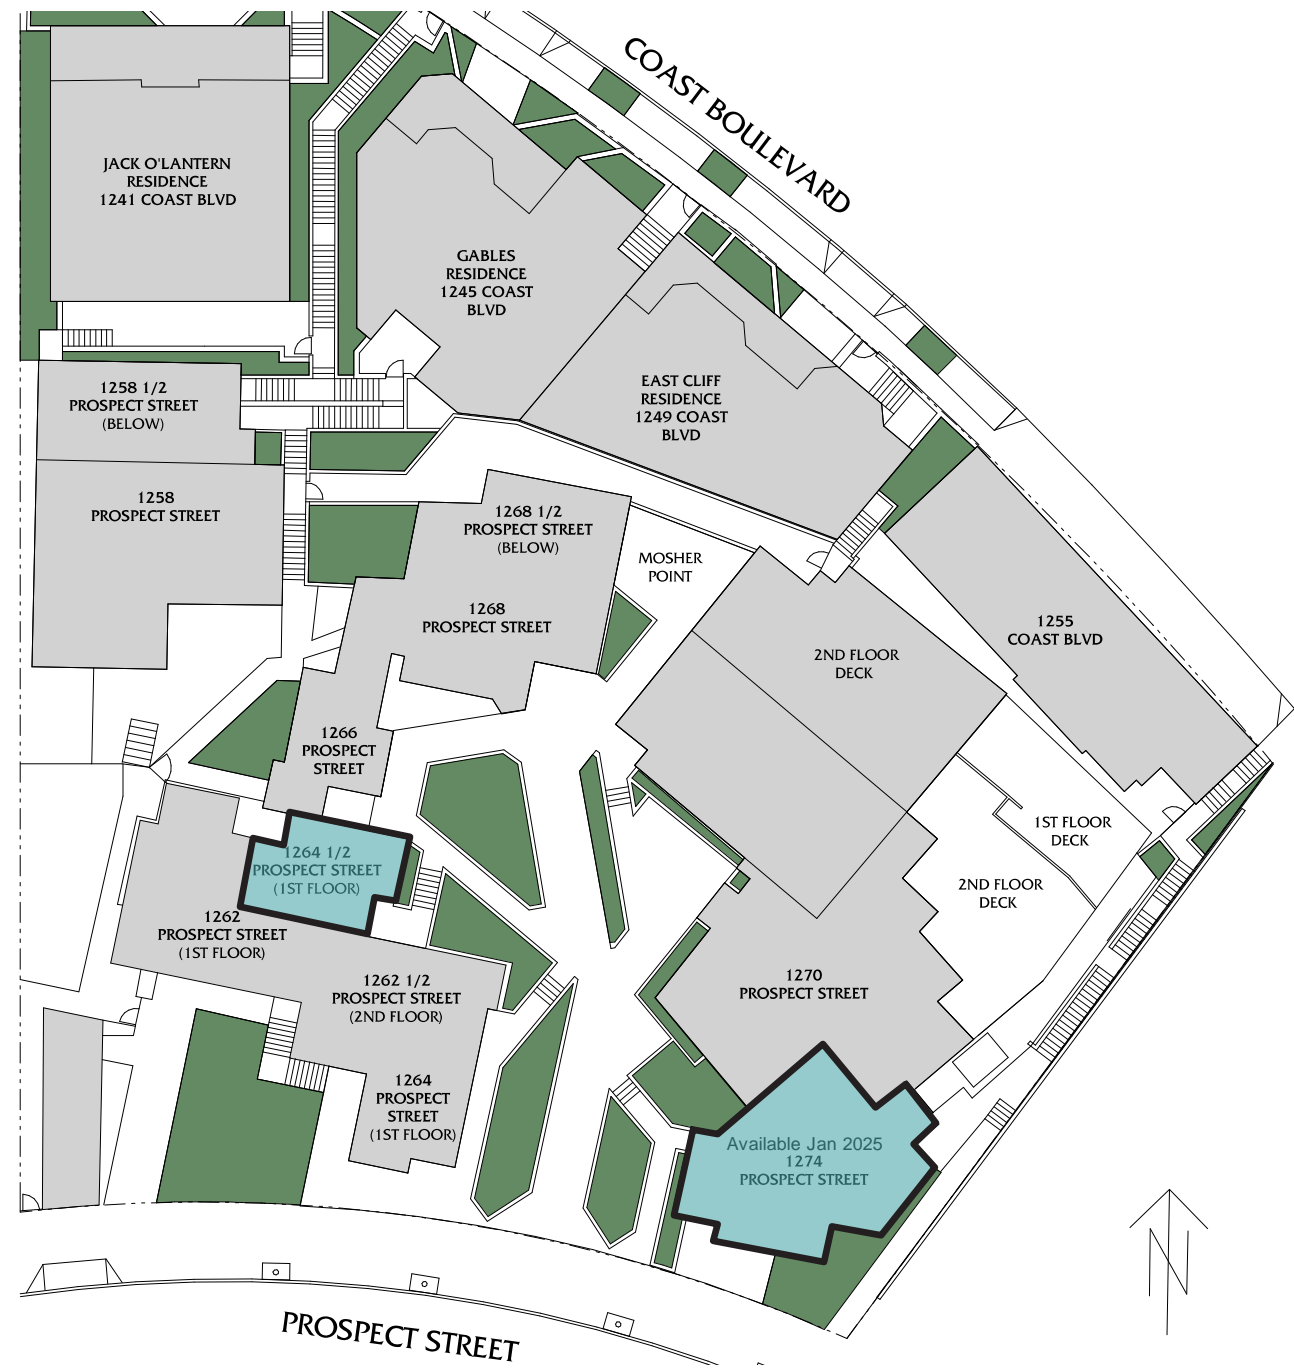 COAST BOULEVARD
JACK O'LANTERN
RESIDENCE
1241 COAST BLVD
GABLES
RESIDENCE
1245 COAST
BLVD
EAST CLIFF
RESIDENCE
1249 COAST
BLVD
1258 1/2
PROSPECT STREET
(BELOW)
1258
PROSPECT STREET
1268 1/2
PROSPECT STREET
(BELOW)
MOSHER
POINT
1268
PROSPECT STREET
2ND FLOOR
DECK
1255
COAST BLVD
1266
PROSPECT
STREET
1ST FLOOR
DECK
2ND FLOOR
DECK
1264 1/2
PROSPECT STREET
(1ST FLOOR)
1262
PROSPECT STREET
(1ST FLOOR)
1262 1/2
PROSPECT STREET
(2ND FLOOR)
1270
PROSPECT STREET
1264
PROSPECT
STREET
(1ST FLOOR)
Available Jan 2025
1274
PROSPECT STREET
N
PROSPECT STREET